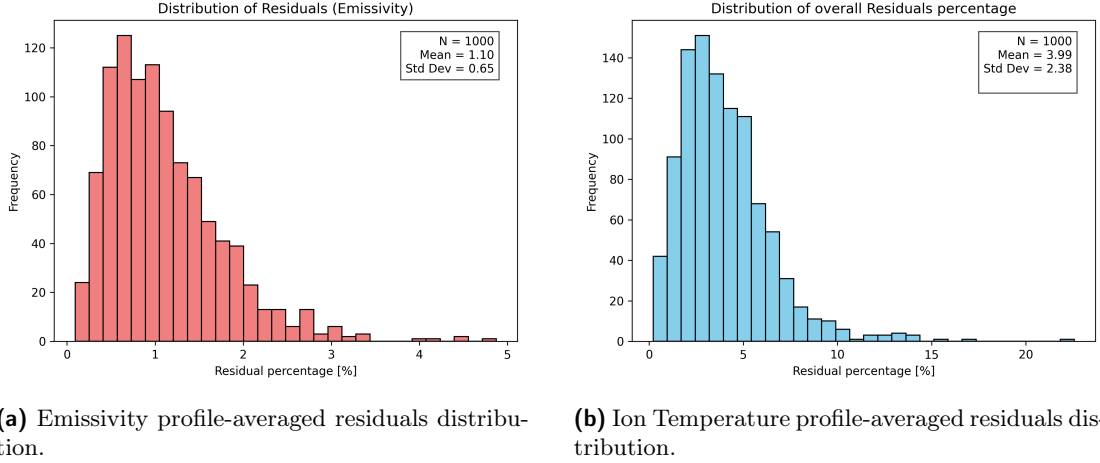 Distribution of Residuals (Emissivity)
N = 1000
Mean = 1.10
Std Dev = 0.65
Frequency
0
20
40
60
80
100
120
0 1 2 3 4 5
Residual percentage [%]
(a) Emissivity profile-averaged residuals distribu-
tion.
Distribution of overall Residuals percentage
N = 1000
Mean = 3.99
Std Dev = 2.38
Frequency
0
20
40
60
80
100
120
140
0 5 10 15 20
Residual percentage [%]
(b) Ion Temperature profile-averaged residuals dis-
tribution.